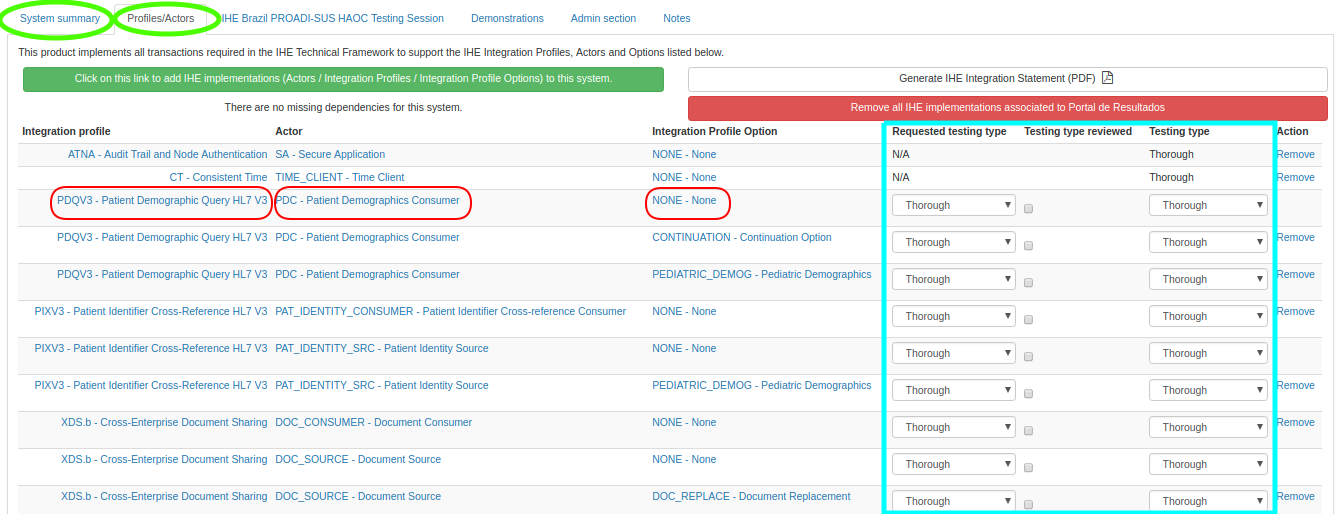 System summary Profiles/Actors IHE Brazil PROADI-SUS HAOC Testing Session Demonstrations Admin section Notes
This product implements all transactions required in the IHE Technical Framework to support the IHE Integration Profiles, Actors and Options listed below.
Click on this link to add IHE implementations (Actors / Integration Profiles / Integration Profile Options) to this system. Generate IHE Integration Statement (PDF)
There are no missing dependencies for this system. Remove all IHE implementations associated to Portal de Resultados
Integration profile Actor Integration Profile Option Requested testing type Testing type reviewed Testing type Action
ATNA - Audit Trail and Node Authentication SA - Secure Application NONE - None N/A Thorough Remove
CT - Consistent Time TIME_CLIENT - Time Client NONE - None N/A Thorough Remove
PDQV3 - Patient Demographic Query HL7 V3 PDC - Patient Demographics Consumer NONE - None Thorough Thorough
PDQV3 - Patient Demographic Query HL7 V3 PDC - Patient Demographics Consumer CONTINUATION - Continuation Option Thorough Thorough Remove
PDQV3 - Patient Demographic Query HL7 V3 PDC - Patient Demographics Consumer PEDIATRIC_DEMOG - Pediatric Demographics Thorough Thorough Remove
PIXV3 - Patient Identifier Cross-Reference HL7 V3 PAT_IDENTITY_CONSUMER - Patient Identifier Cross-reference Consumer NONE - None Thorough Thorough Remove
PIXV3 - Patient Identifier Cross-Reference HL7 V3 PAT_IDENTITY_SRC - Patient Identity Source NONE - None Thorough Thorough
PIXV3 - Patient Identifier Cross-Reference HL7 V3 PAT_IDENTITY_SRC - Patient Identity Source PEDIATRIC_DEMOG - Pediatric Demographics Thorough Thorough Remove
XDS.b - Cross-Enterprise Document Sharing DOC_CONSUMER - Document Consumer NONE - None Thorough Thorough Remove
XDS.b - Cross-Enterprise Document Sharing DOC_SOURCE - Document Source NONE - None Thorough Thorough
XDS.b - Cross-Enterprise Document Sharing DOC_SOURCE - Document Source DOC_REPLACE - Document Replacement Thorough Thorough Remove